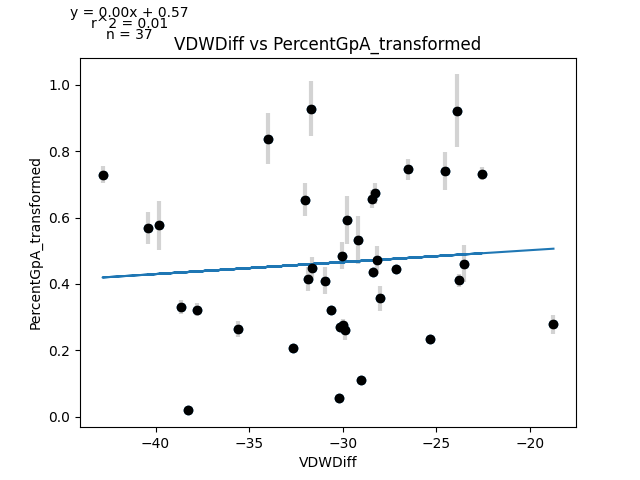 y = 0.00x + 0.57
r^2 = 0.01
n = 37
VDWDiff vs PercentGpA_transformed
PercentGpA_transformed
1.0
0.8
0.6
0.4
0.2
0.0
−40
−35
−30
−25
−20
VDWDiff